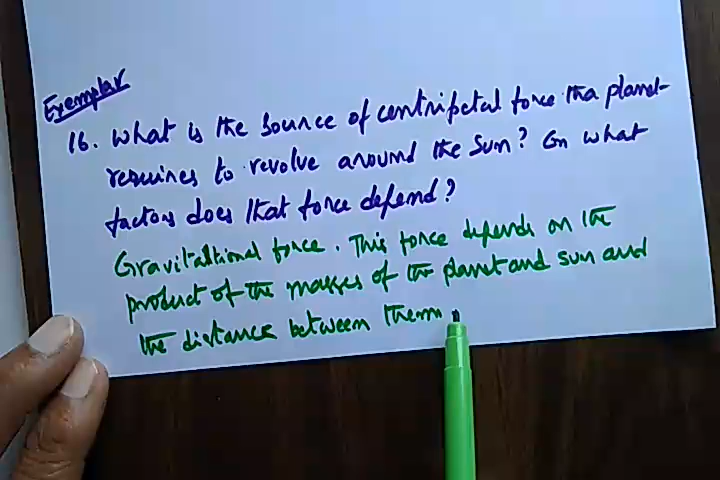 Exemplar
16. What is the source of centripetal force tha planet
requires to revolve around the Sun? On what
factors does that force depend?
Gravitaltional force. This force depends on the
product of the masses of the planet and sun and
the distance between them.